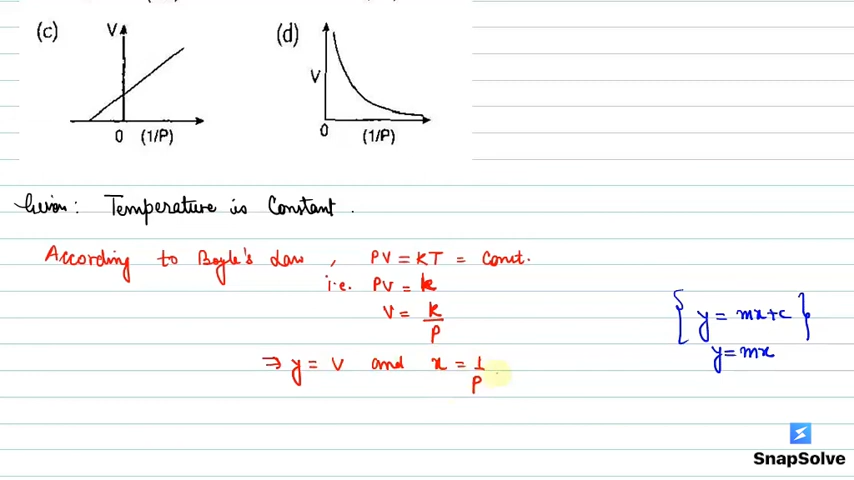 (c) V (d)
V
0 (1/P) 0 (1/P)
Given: Temperature is Constant.
According to Boyle's Law, PV = KT = Const.
i.e. PV = k
V = k/P
{y = mx+c}
y = mx
⇒ y = V and x = 1/P
SnapSolve